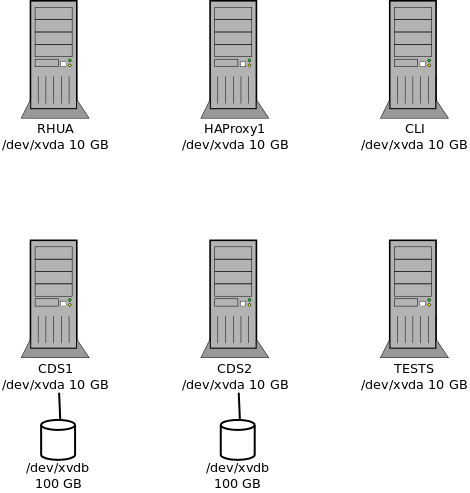 RHUA
/dev/xvda 10 GB
HAProxy1
/dev/xvda 10 GB
CLI
/dev/xvda 10 GB
CDS1
/dev/xvda 10 GB
CDS2
/dev/xvda 10 GB
TESTS
/dev/xvda 10 GB
/dev/xvdb
100 GB
/dev/xvdb
100 GB